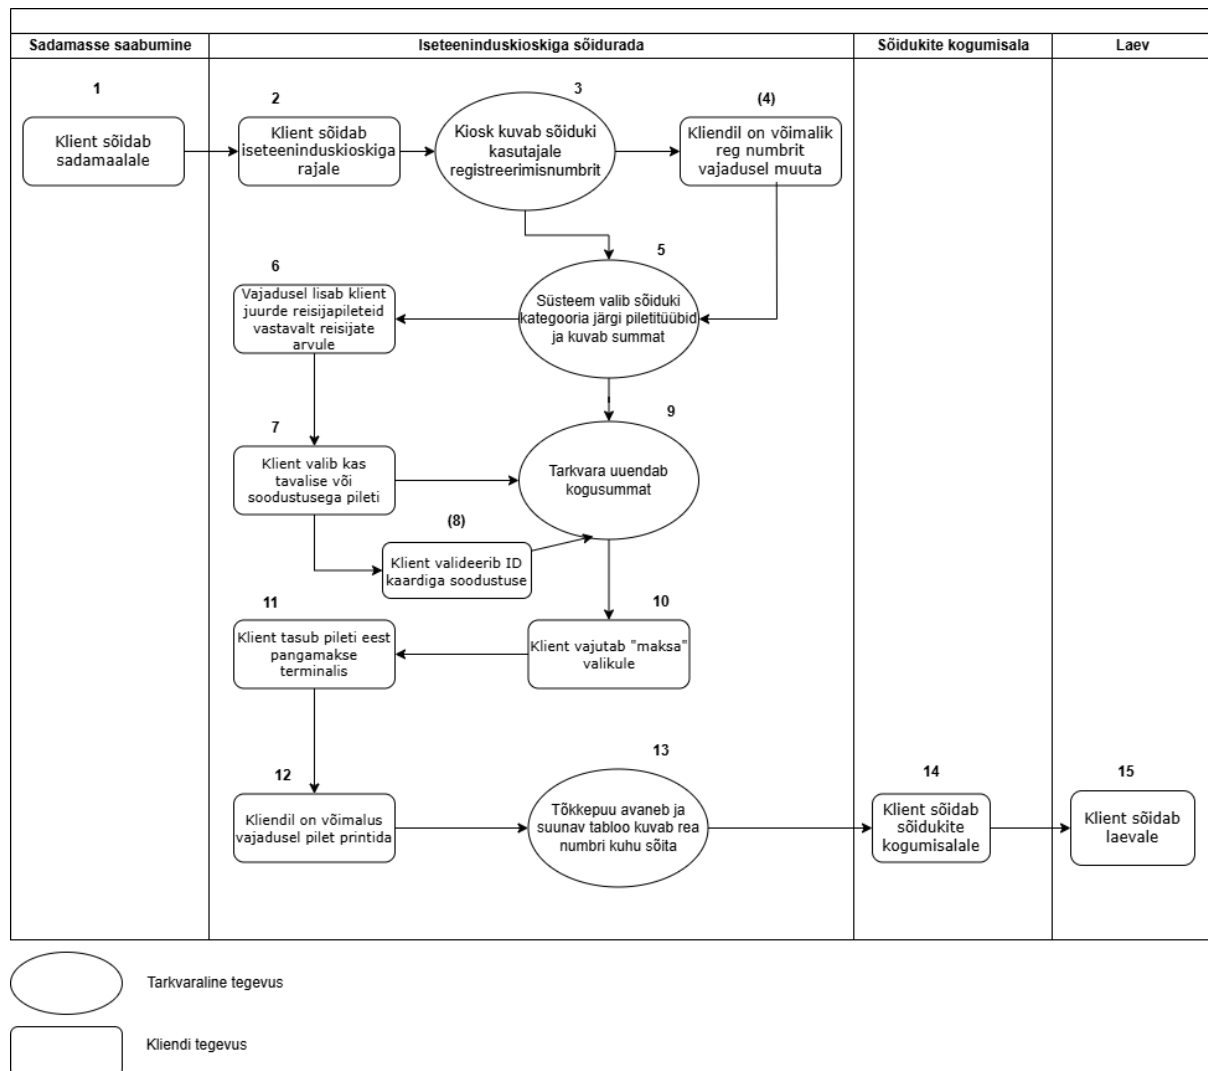 Sadamasse saabumine
Iseteeninduskioskiga sõidurada
Sõidukite kogumisala
Laev
1
Klient sõidab
sadamaalale
2
Klient sõidab
iseteeninduskioskiga
rajale
3
Kiosk kuvab sõiduki
kasutajale
registreerimisnumbrit
(4)
Kliendil on võimalik
reg numbrit
vajadusel muuta
5
Süsteem valib sõiduki
kategooria järgi piletitüübid
ja kuvab summat
6
Vajadusel lisab klient
juurde reisijapileteid
vastavalt reisijate
arvule
7
Klient valib kas
tavalise või
soodustusega pileti
(8)
Klient valideerib ID
kaardiga soodustuse
9
Tarkvara uuendab
kogusummat
10
Klient vajutab "maksa"
valikule
11
Klient tasub pileti eest
pangamakse
terminalis
12
Kliendil on võimalus
vajadusel pilet printida
13
Tõkkepuu avaneb ja
suunav tabloo kuvab rea
numbri kuhu sõita
14
Klient sõidab
sõidukite
kogumisalale
15
Klient sõidab
laevale
Tarkvaraline tegevus
Kliendi tegevus